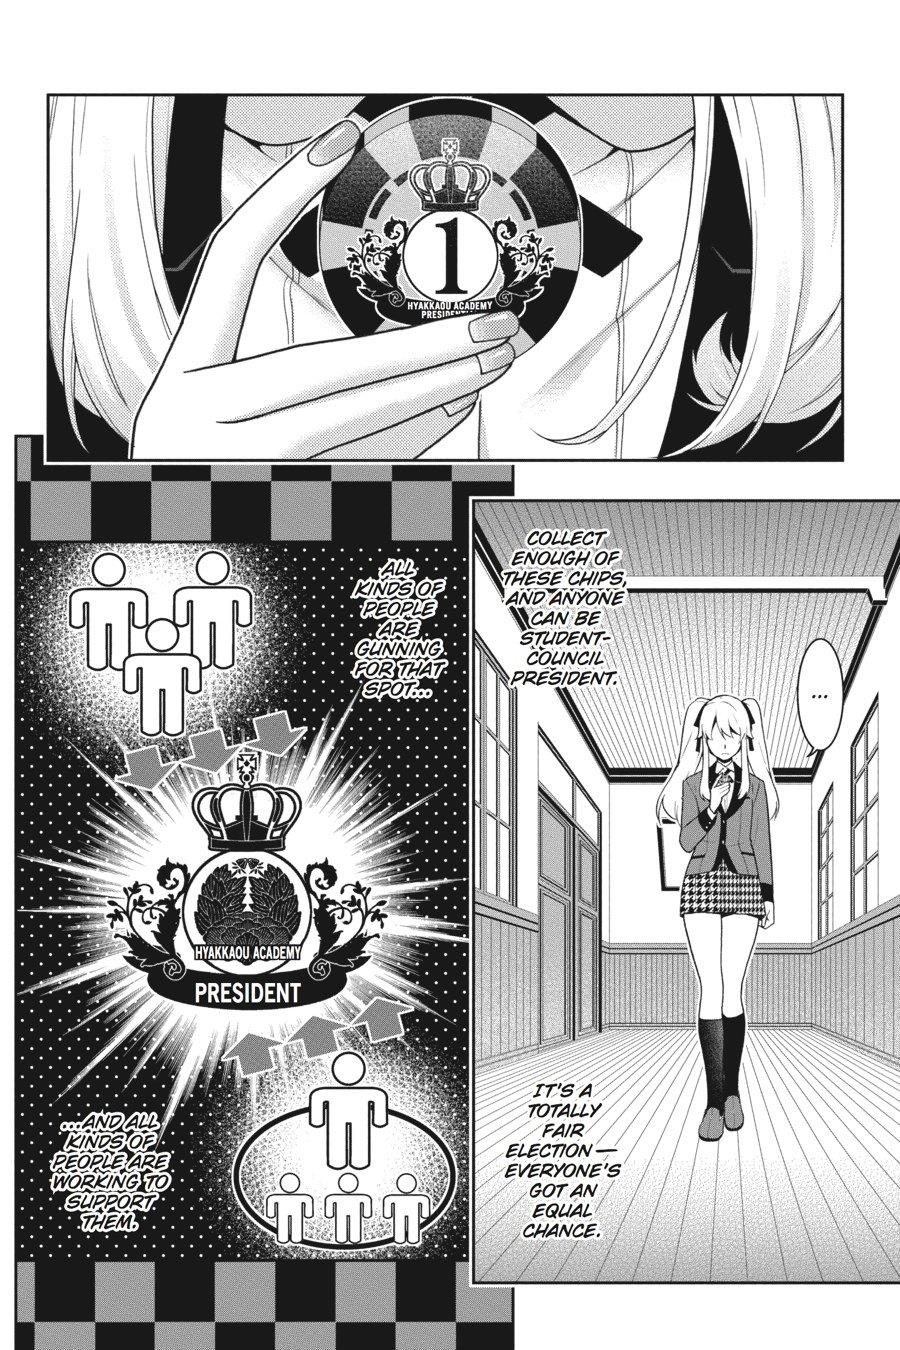 1
HYAKKAOU ACADEMY
COLLECT
ENOUGH OF
THESE CHIPS,
AND ANYONE
CAN BE
STUDENT-
COUNCIL
PRESIDENT.
...
IT'S A
TOTALLY
FAIR
ELECTION—
EVERYONE'S
GOT AN
EQUAL
CHANCE.
ALL
KINDS OF
PEOPLE
ARE
GUNNING
FOR THAT
SPOT...
HYAKKAOU ACADEMY
PRESIDENT
...AND ALL
KINDS OF
PEOPLE ARE
WORKING TO
SUPPORT
THEM.